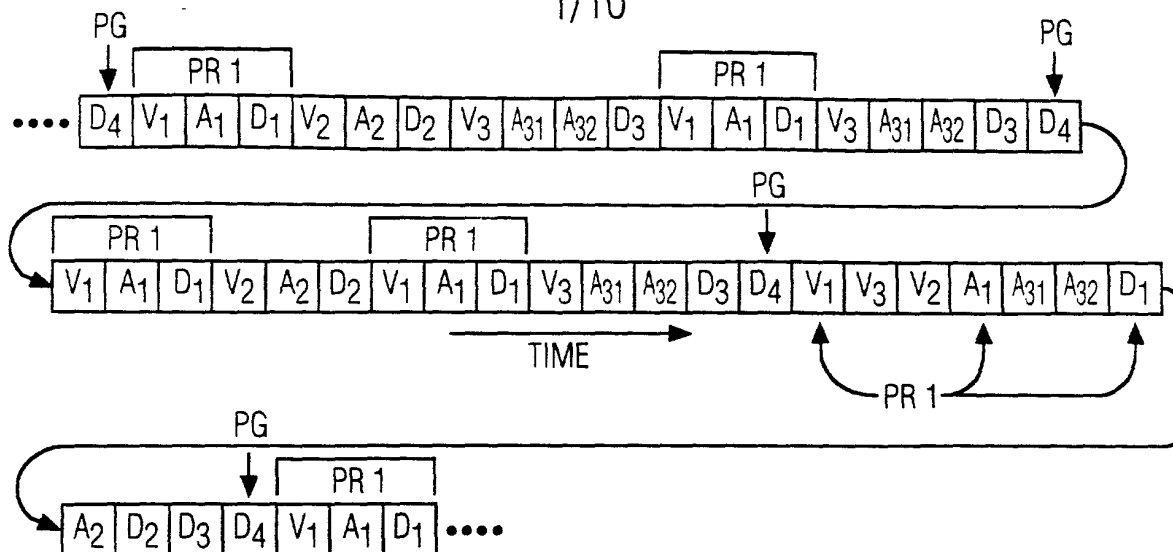 1/10
PG PG
PR 1 PR 1
•••• D4 V1 A1 D1 V2 A2 D2 V3 A31 A32 D3 V1 A1 D1 V3 A31 A32 D3 D4
PG
PR 1 PR 1
V1 A1 D1 V2 A2 D2 V1 A1 D1 V3 A31 A32 D3 D4 V1 V3 V2 A1 A31 A32 D1
TIME
PR 1
PG
PR 1
A2 D2 D3 D4 V1 A1 D1 ••••